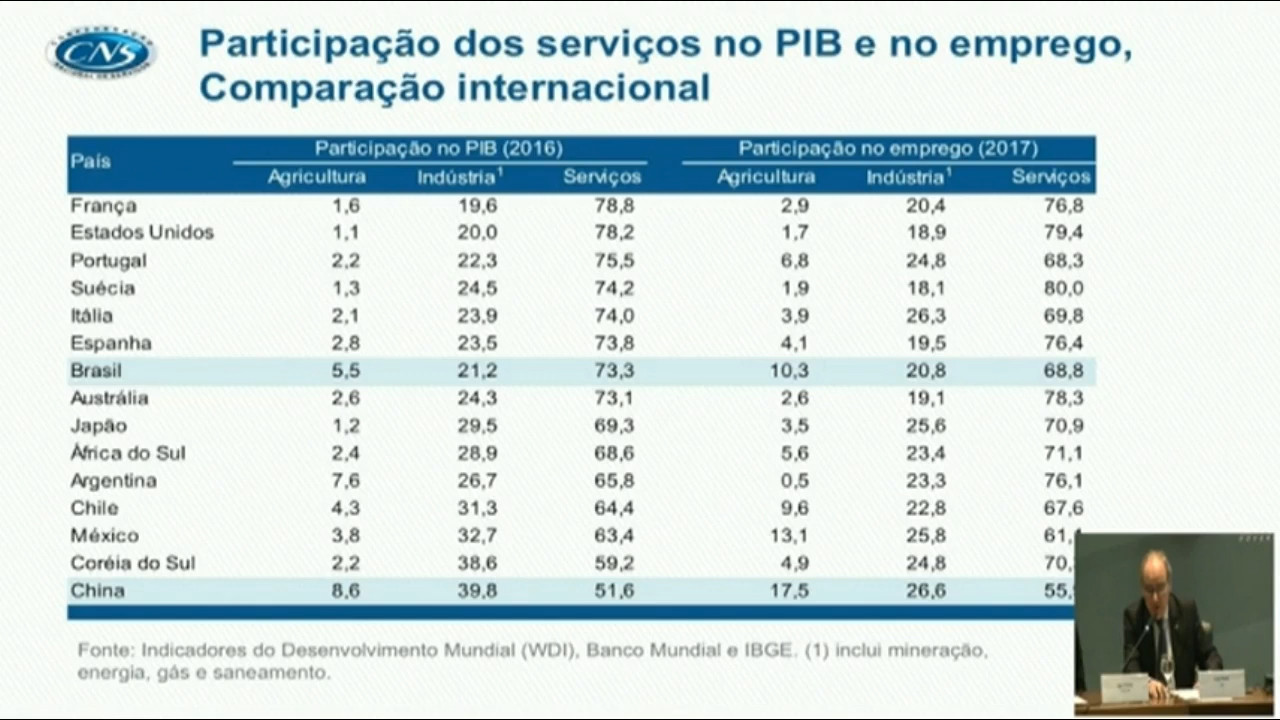 CNS
Participação dos serviços no PIB e no emprego,
Comparação internacional
País Participação no PIB (2016) Participação no emprego (2017)
Agricultura Indústria¹ Serviços Agricultura Indústria¹ Serviços
França 1,6 19,6 78,8 2,9 20,4 76,8
Estados Unidos 1,1 20,0 78,2 1,7 18,9 79,4
Portugal 2,2 22,3 75,5 6,8 24,8 68,3
Suécia 1,3 24,5 74,2 1,9 18,1 80,0
Itália 2,1 23,9 74,0 3,9 26,3 69,8
Espanha 2,8 23,5 73,8 4,1 19,5 76,4
Brasil 5,5 21,2 73,3 10,3 20,8 68,8
Austrália 2,6 24,3 73,1 2,6 19,1 78,3
Japão 1,2 29,5 69,3 3,5 25,6 70,9
África do Sul 2,4 28,9 68,6 5,6 23,4 71,1
Argentina 7,6 26,7 65,8 0,5 23,3 76,1
Chile 4,3 31,3 64,4 9,6 22,8 67,6
México 3,8 32,7 63,4 13,1 25,8 61,
Coréia do Sul 2,2 38,6 59,2 4,9 24,8 70,
China 8,6 39,8 51,6 17,5 26,6 55,
Fonte: Indicadores do Desenvolvimento Mundial (WDI), Banco Mundial e IBGE. (1) inclui mineração,
energia, gás e saneamento.